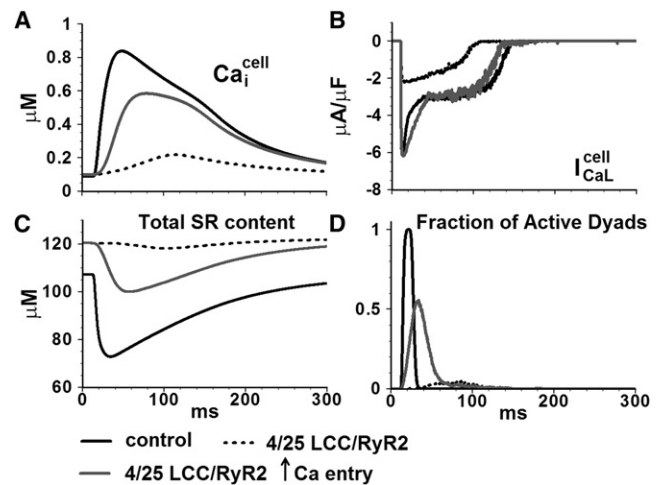 A
B
1
0.8
0.6
0.4
0.2
0
μM
Ca i cell
0
-2
-4
-6
-8
μA/μF
I CaL cell
C
Total SR content
D
Fraction of Active Dyads
120
100
80
60
μM
0 100 200 300
ms
1
0.5
0
0 100 200 300
ms
control
4/25 LCC/RyR2
4/25 LCC/RyR2 ↑ Ca entry